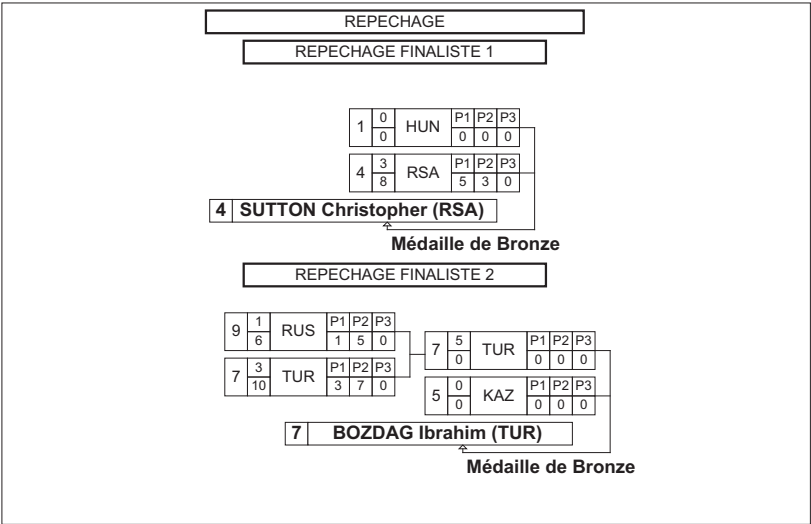 REPECHAGE
REPECHAGE FINALISTE 1
1 0 HUN P1 P2 P3
0 0 0 0
4 3 RSA P1 P2 P3
8 5 3 0
4 SUTTON Christopher (RSA)
Médaille de Bronze
REPECHAGE FINALISTE 2
9 1 RUS P1 P2 P3
6 1 5 0
7 3 TUR P1 P2 P3
10 3 7 0
7 5 TUR P1 P2 P3
0 0 0 0
5 0 KAZ P1 P2 P3
0 0 0 0
7 BOZDAG Ibrahim (TUR)
Médaille de Bronze